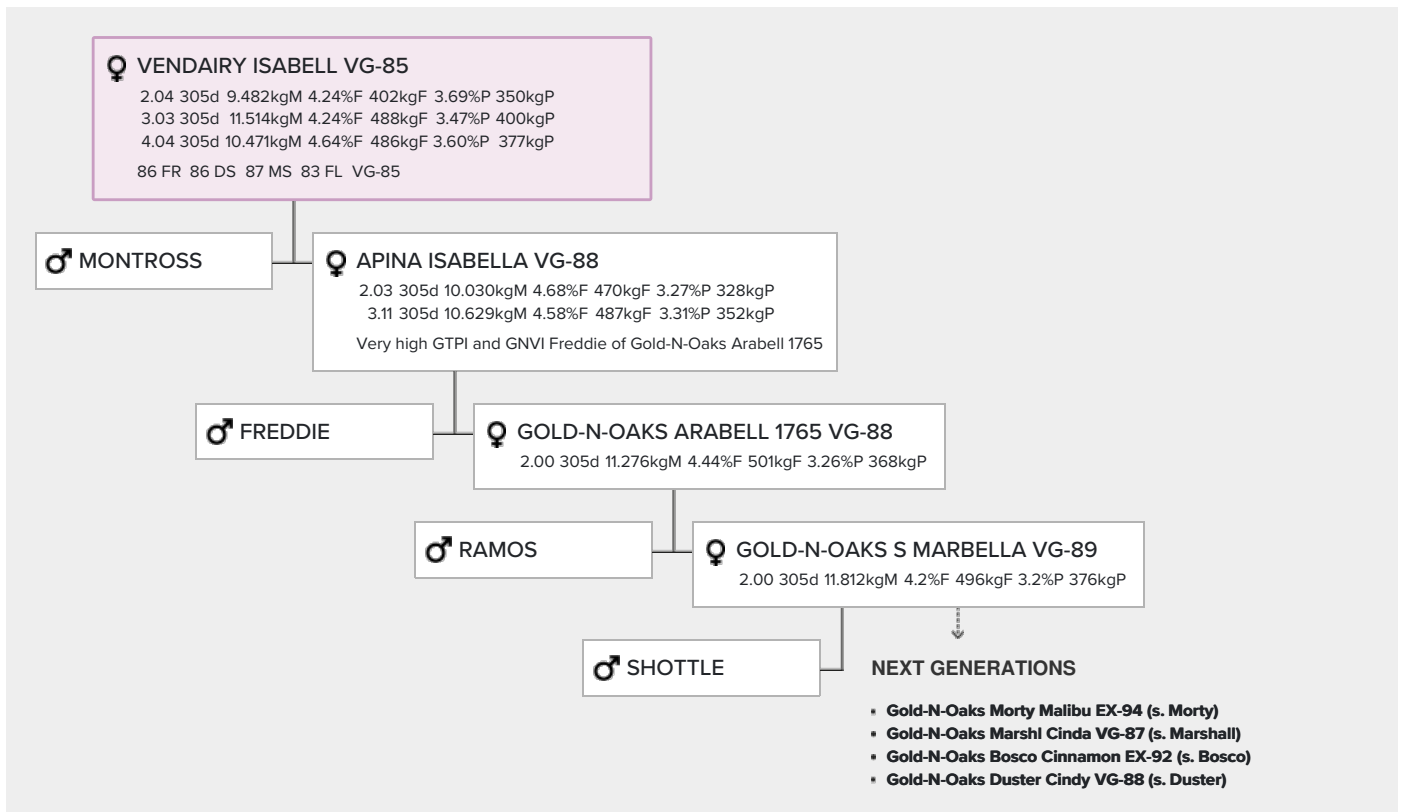 VENDAIRY ISABELL VG-85
2.04 305d 9.482kgM 4.24%F 402kgF 3.69%P 350kgP
3.03 305d 11.514kgM 4.24%F 488kgF 3.47%P 400kgP
4.04 305d 10.471kgM 4.64%F 486kgF 3.60%P 377kgP
86 FR 86 DS 87 MS 83 FL VG-85
MONTROSS
APINA ISABELLA VG-88
2.03 305d 10.030kgM 4.68%F 470kgF 3.27%P 328kgP
3.11 305d 10.629kgM 4.58%F 487kgF 3.31%P 352kgP
Very high GTPI and GNVI Freddie of Gold-N-Oaks Arabell 1765
FREDDIE
GOLD-N-OAKS ARABELL 1765 VG-88
2.00 305d 11.276kgM 4.44%F 501kgF 3.26%P 368kgP
RAMOS
GOLD-N-OAKS S MARBELLA VG-89
2.00 305d 11.812kgM 4.2%F 496kgF 3.2%P 376kgP
SHOTTLE
NEXT GENERATIONS
Gold-N-Oaks Morty Malibu EX-94 (s. Morty)
Gold-N-Oaks Marshl Cinda VG-87 (s. Marshall)
Gold-N-Oaks Bosco Cinnamon EX-92 (s. Bosco)
Gold-N-Oaks Duster Cindy VG-88 (s. Duster)